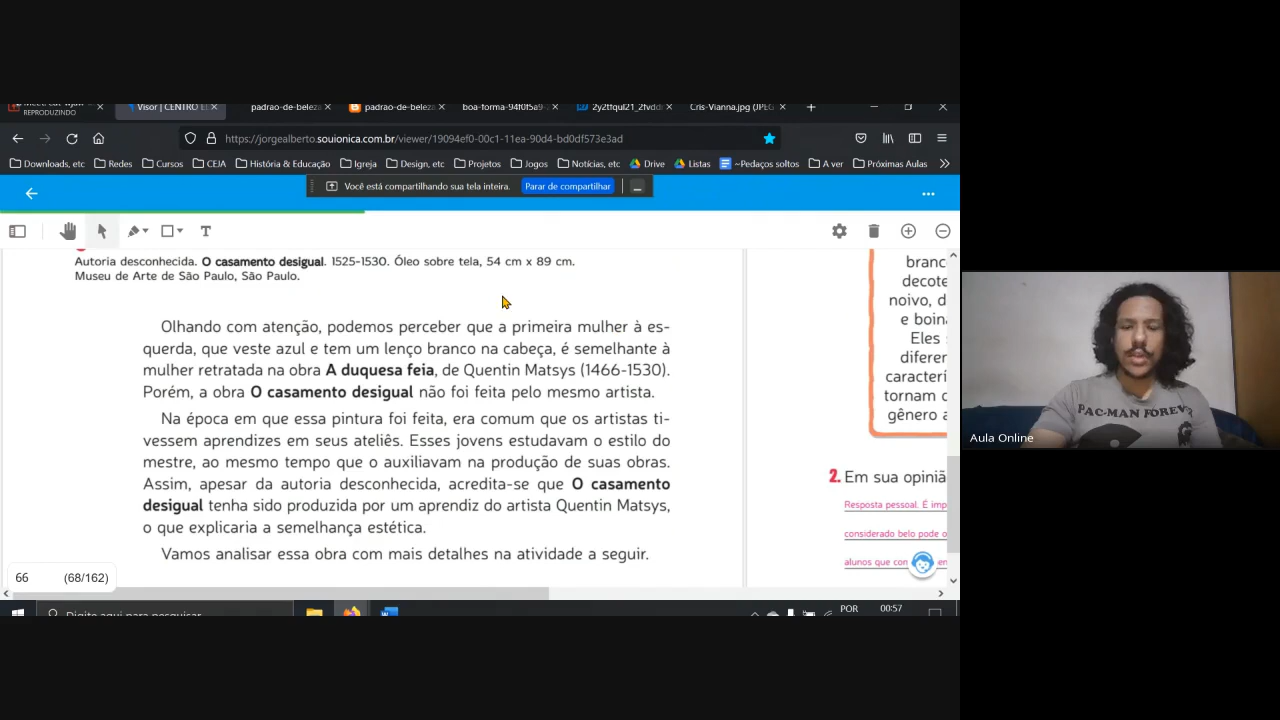 REPRODUZINDO
Visor | CENTRO E
padrao-de-beleza
padrao-de-beleza
boa-forma-94f0f5a9-
2y2tfqul21_2fvdd
Cris-Vianna.jpg (JPEG
https://jorgealberto.souionica.com.br/viewer/19094ef0-00c1-11ea-90d4-bd0df573e3ad
Downloads, etc Redes Cursos CEJA História & Educação Igreja Design, etc Projetos Jogos Notícias, etc Drive Listas ~Pedaços soltos A ver Próximas Aulas
Você está compartilhando sua tela inteira. Parar de compartilhar
Autoria desconhecida. O casamento desigual. 1525-1530. Óleo sobre tela, 54 cm x 89 cm.
Museu de Arte de São Paulo, São Paulo.
Olhando com atenção, podemos perceber que a primeira mulher à es-
querda, que veste azul e tem um lenço branco na cabeça, é semelhante à
mulher retratada na obra A duquesa feia, de Quentin Matsys (1466-1530).
Porém, a obra O casamento desigual não foi feita pelo mesmo artista.
Na época em que essa pintura foi feita, era comum que os artistas ti-
vessem aprendizes em seus ateliês. Esses jovens estudavam o estilo do
mestre, ao mesmo tempo que o auxiliavam na produção de suas obras.
Assim, apesar da autoria desconhecida, acredita-se que O casamento
desigual tenha sido produzida por um aprendiz do artista Quentin Matsys,
o que explicaria a semelhança estética.
Vamos analisar essa obra com mais detalhes na atividade a seguir.
66 (68/162)
branc
decote
noivo, d
e boina
Eles s
diferen
caracterí
tornam o
gênero a
2. Em sua opiniã
Resposta pessoal. É imp
considerado belo pode o
alunos que con
Digite aqui para pesquisar
POR
00:57
PAC-MAN FOREV
Aula Online